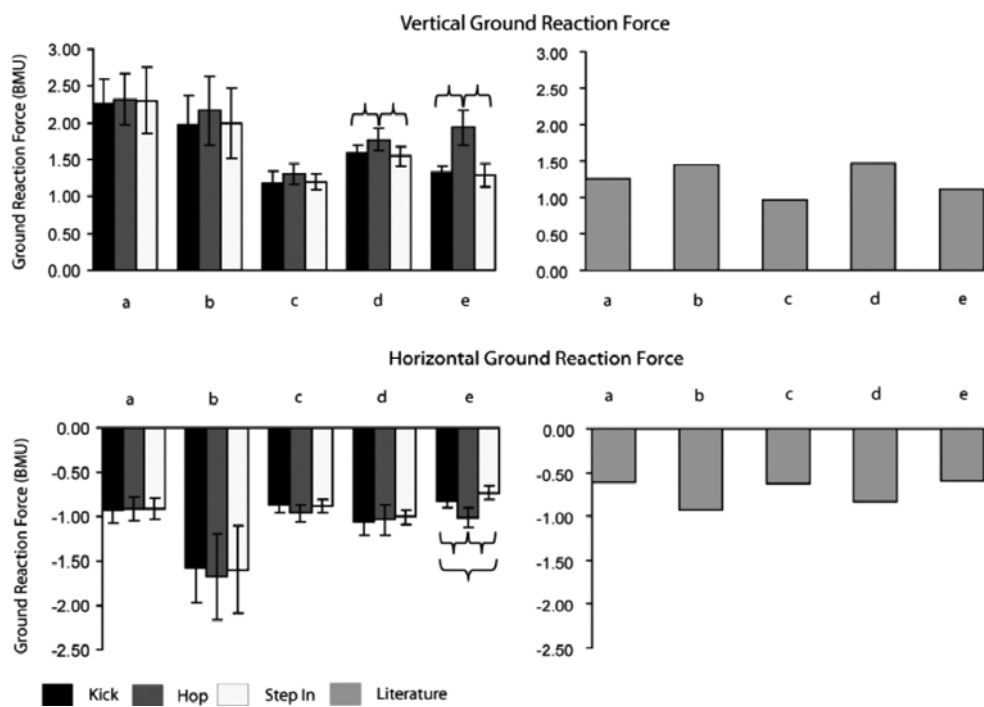 Vertical Ground Reaction Force
Ground Reaction Force (BMU)
3.00
2.50
2.00
1.50
1.00
0.50
0.00
a b c d e
3.00
2.50
2.00
1.50
1.00
0.50
0.00
a b c d e
Horizontal Ground Reaction Force
Ground Reaction Force (BMU)
a b c d e
0.00
-0.50
-1.00
-1.50
-2.00
-2.50
a b c d e
0.00
-0.50
-1.00
-1.50
-2.00
-2.50
Kick Hop Step In Literature